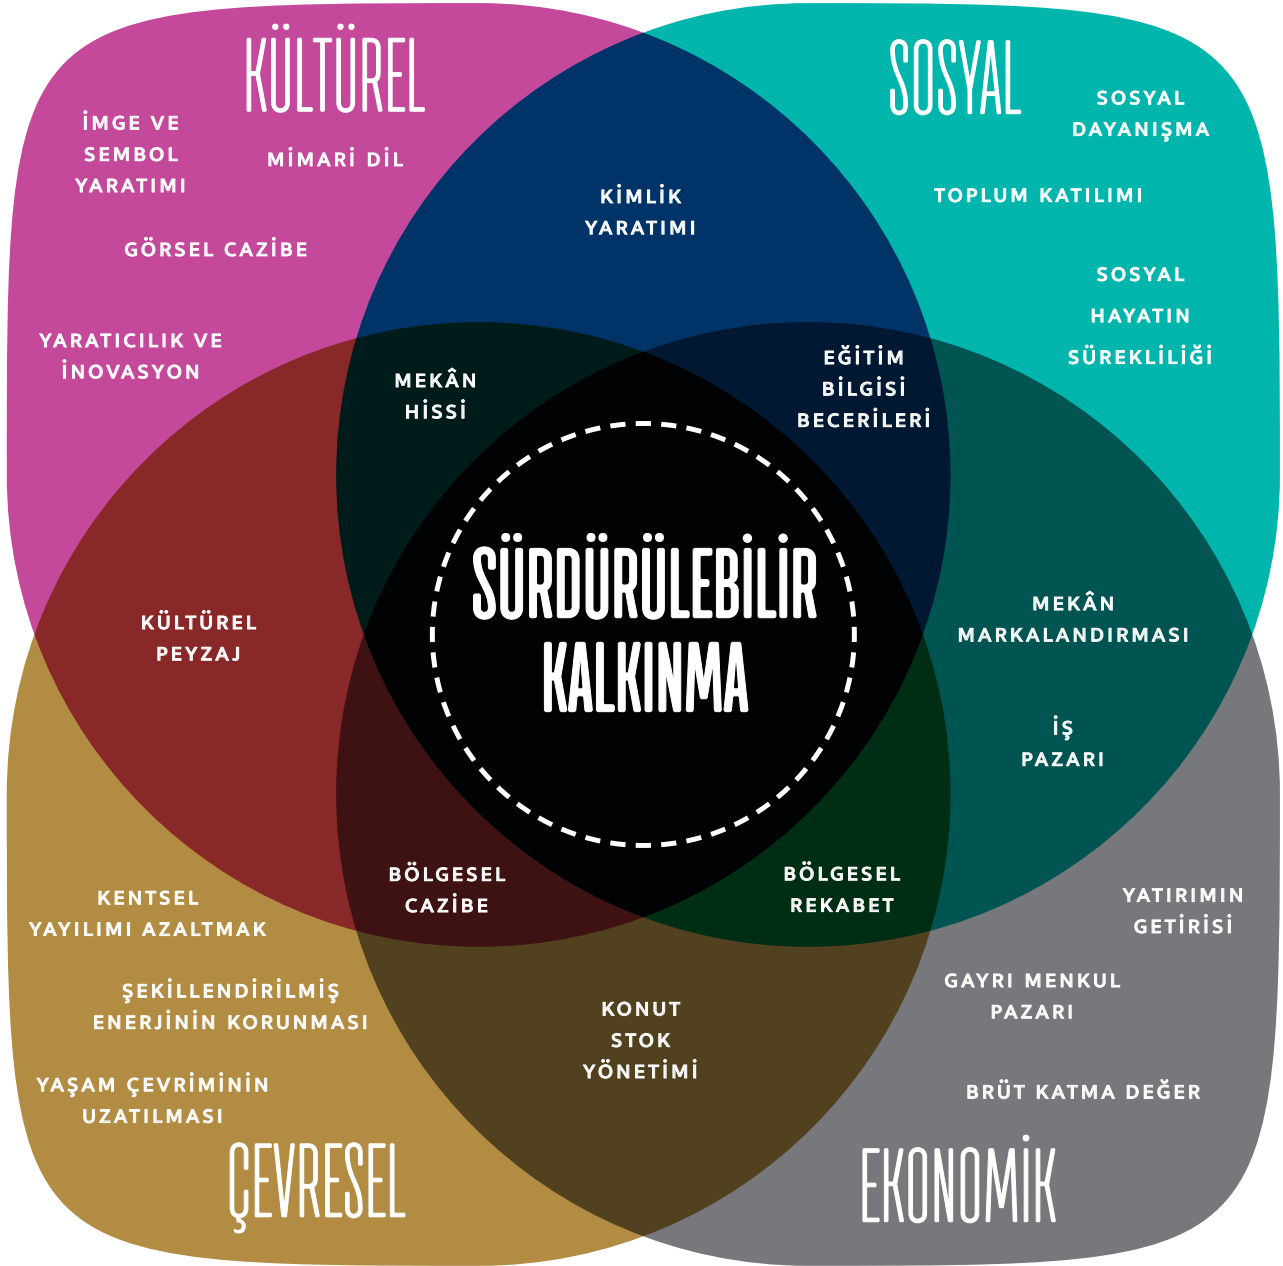 KÜLTÜREL
İMGE VE
SEMBOL
YARATIMI
MİMARİ DİL
GÖRSEL CAZİBE
YARATICILIK VE
İNOVASYON
KİMLİK
YARATIMI
SOSYAL
SOSYAL
DAYANIŞMA
TOPLUM KATILIMI
SOSYAL
HAYATIN
SÜREKLİLİĞİ
MEKÂN
HİSSİ
EĞİTİM
BİLGİSİ
BECERİLERİ
SÜRDÜRÜLEBİLİR
KALKINMA
KÜLTÜREL
PEYZAJ
MEKÂN
MARKALANDIRMASI
İŞ
PAZARI
BÖLGESEL
CAZİBE
BÖLGESEL
REKABET
KENTSEL
YAYILIMI AZALTMAK
ŞEKİLLENDİRİLMİŞ
ENERJİNİN KORUNMASI
YAŞAM ÇEVRİMİNİN
UZATILMASI
ÇEVRESEL
KONUT
STOK
YÖNETİMİ
YATIRIMIN
GETİRİSİ
GAYRI MENKUL
PAZARI
BRÜT KATMA DEĞER
EKONOMİK